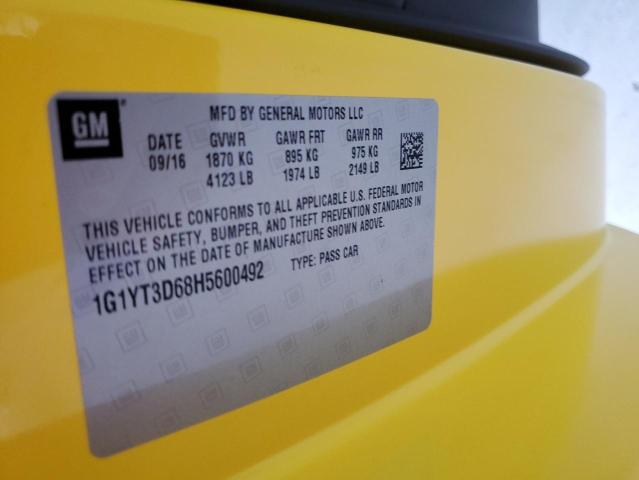 GM
MFD BY GENERAL MOTORS LLC
DATE GVWR GAWR FRT GAWR RR
09/16 1870 KG 895 KG 975 KG
4123 LB 1974 LB 2149 LB
THIS VEHICLE CONFORMS TO ALL APPLICABLE U.S. FEDERAL MOTOR
VEHICLE SAFETY, BUMPER, AND THEFT PREVENTION STANDARDS IN
EFFECT ON THE DATE OF MANUFACTURE SHOWN ABOVE.
1G1YT3D68H5600492 TYPE: PASS CAR